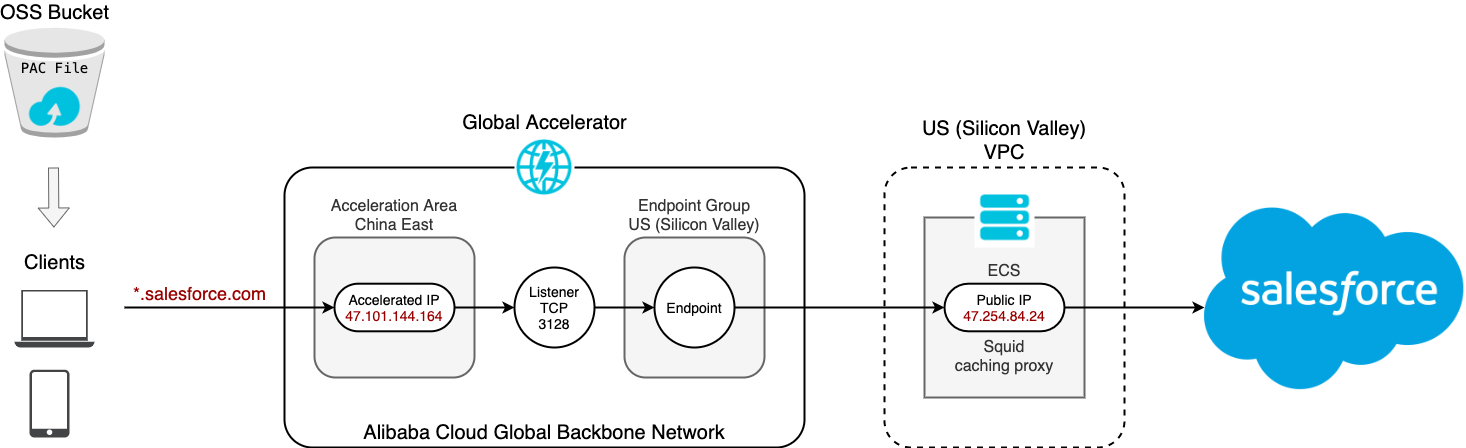 OSS Bucket
PAC File
Clients
*.salesforce.com
Global Accelerator
Acceleration Area
China East
Accelerated IP
47.101.144.164
Listener
TCP
3128
Endpoint Group
US (Silicon Valley)
Endpoint
Alibaba Cloud Global Backbone Network
US (Silicon Valley)
VPC
ECS
Public IP
47.254.84.24
Squid
caching proxy
salesforce